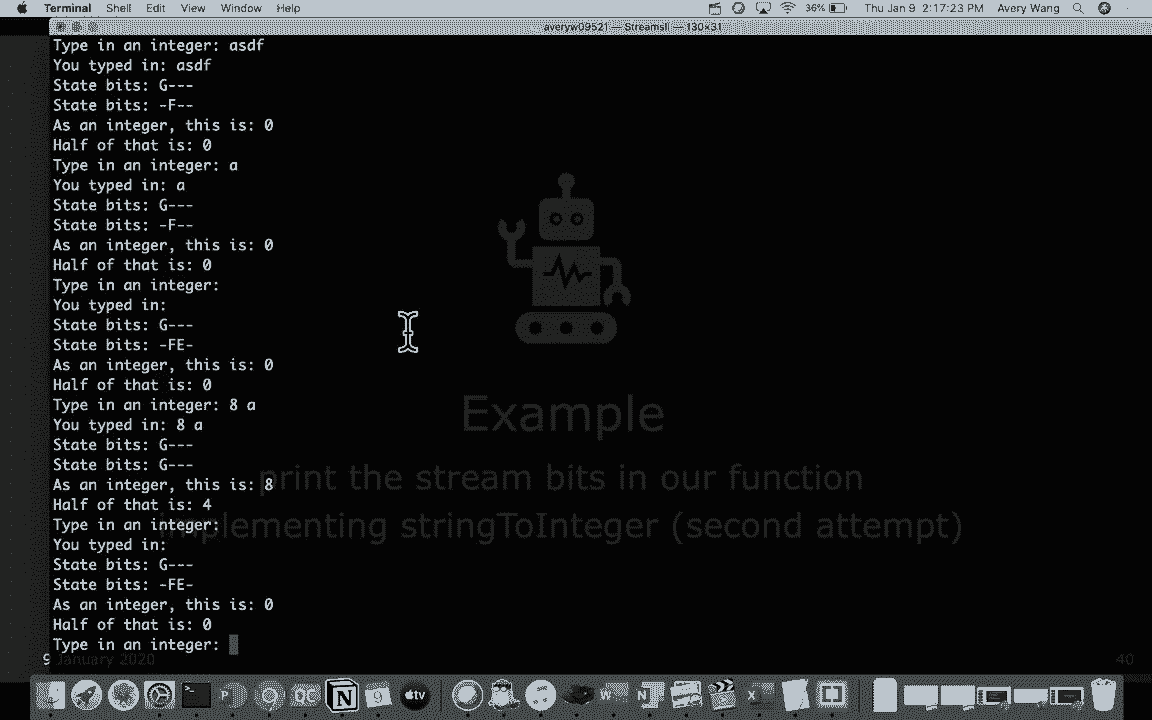 Terminal Shell Edit View Window Help 36% Thu Jan 9 2:17:23 PM Avery Wang
averyw09521 — StreamsII — 130×31
Type in an integer: asdf
You typed in: asdf
State bits: G---
State bits: -F--
As an integer, this is: 0
Half of that is: 0
Type in an integer: a
You typed in: a
State bits: G---
State bits: -F--
As an integer, this is: 0
Half of that is: 0
Type in an integer:
You typed in:
State bits: G---
State bits: -FE-
As an integer, this is: 0
Half of that is: 0
Type in an integer: 8 a
You typed in: 8 a
State bits: G---
State bits: G---
As an integer, this is: 8
Half of that is: 4
Type in an integer:
You typed in:
State bits: G---
State bits: -FE-
As an integer, this is: 0
Half of that is: 0
Type in an integer:
Example
print the stream bits in our function
implementing stringToInteger (second attempt)
9 January 2020
40
QC
N
9
tv
W
N
X